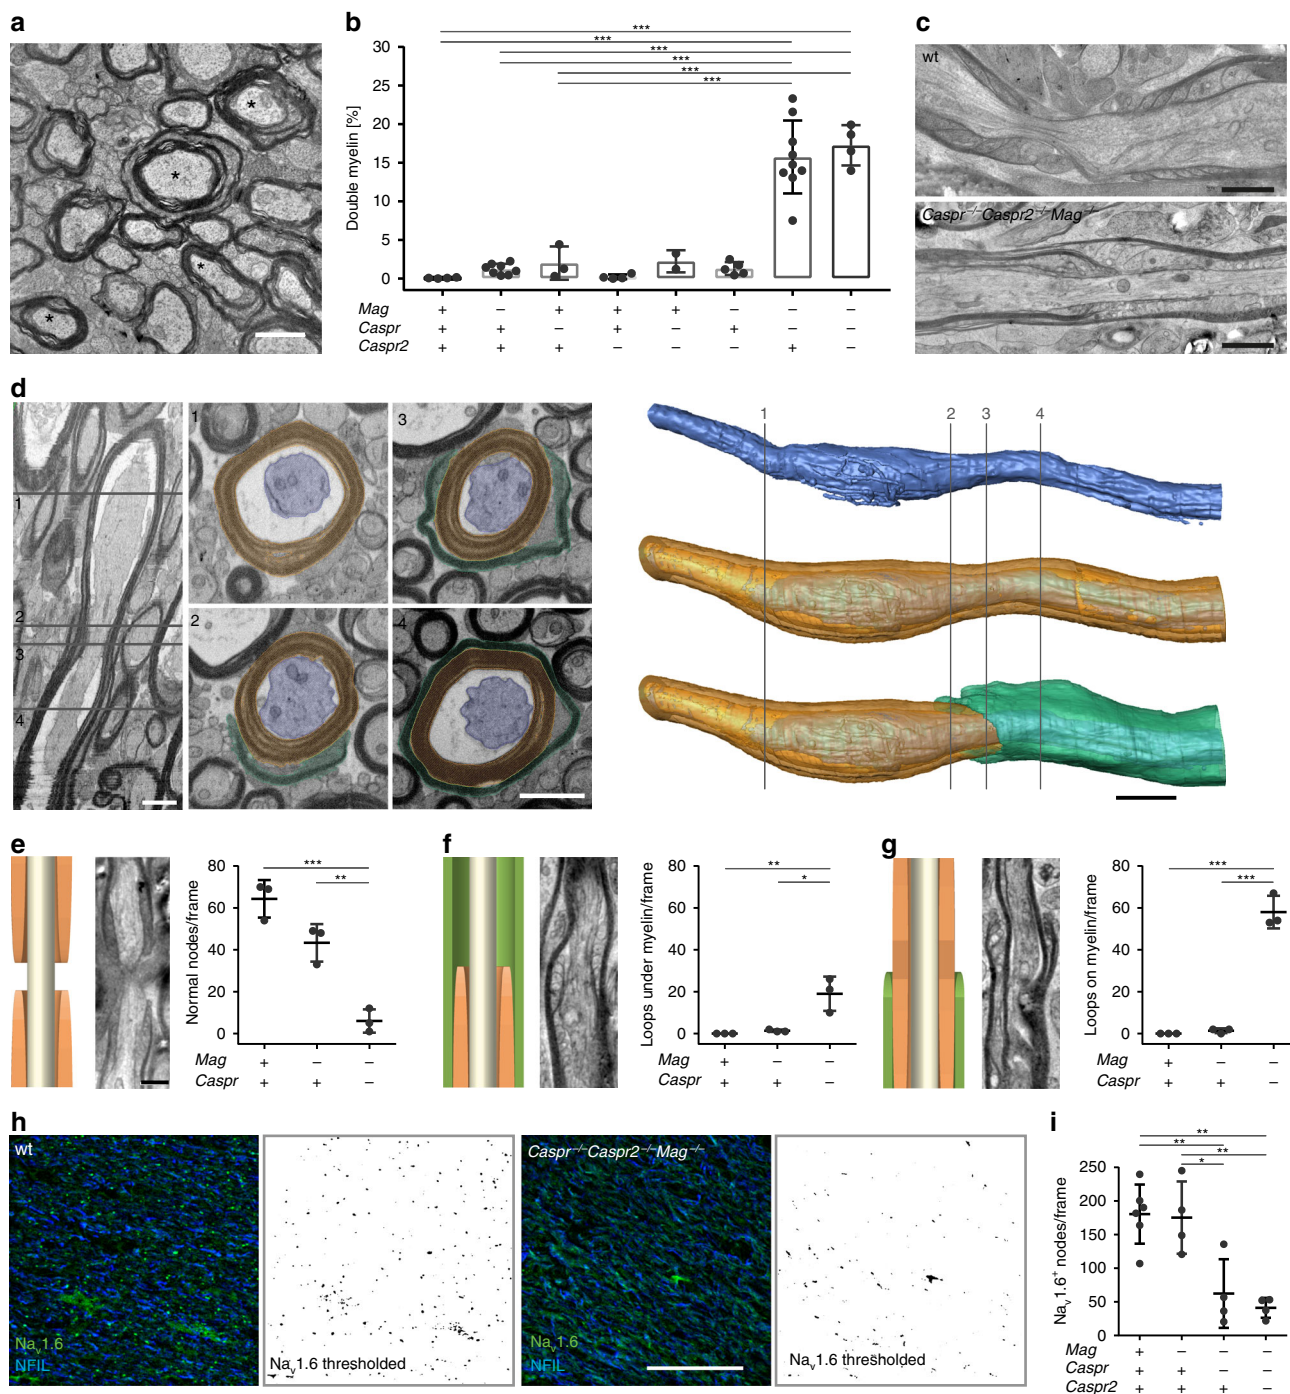 a
b
c
***
***
***
***
***
***
Double myelin [%]
30
25
20
15
10
5
0
Mag + − + + + − − −
Caspr + + − + − + − −
Caspr2 + + + − − − + −
* * * *
wt
Caspr−/−Caspr2−/−Mag−/−
d
1
2
3
4
1
3
2
4
1 2 3 4
e
f
g
Normal nodes/frame
80
60
40
20
0
*** **
Mag + − −
Caspr + + −
Loops under myelin/frame
80
60
40
20
0
** *
Mag + − −
Caspr + + −
Loops on myelin/frame
80
60
40
20
0
*** ***
Mag + − −
Caspr + + −
h
wt
Nav1.6
NFIL
Nav1.6 thresholded
Caspr−/−Caspr2−/−Mag−/−
Nav1.6
NFIL
Nav1.6 thresholded
i
**
**
**
*
Nav1.6+ nodes/frame
250
200
150
100
50
0
Mag + − − −
Caspr + + − −
Caspr2 + + + −